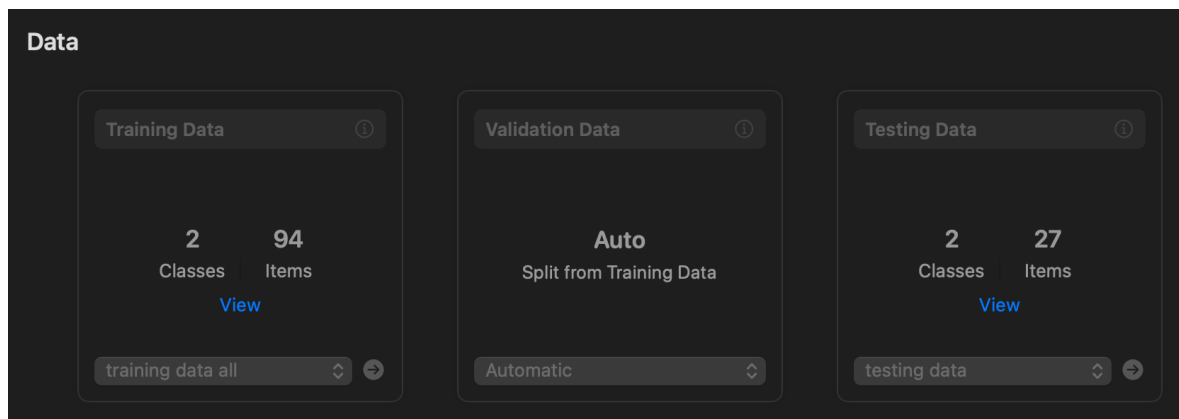 Data
Training Data
2 94
Classes Items
View
training data all
Validation Data
Auto
Split from Training Data
Automatic
Testing Data
2 27
Classes Items
View
testing data